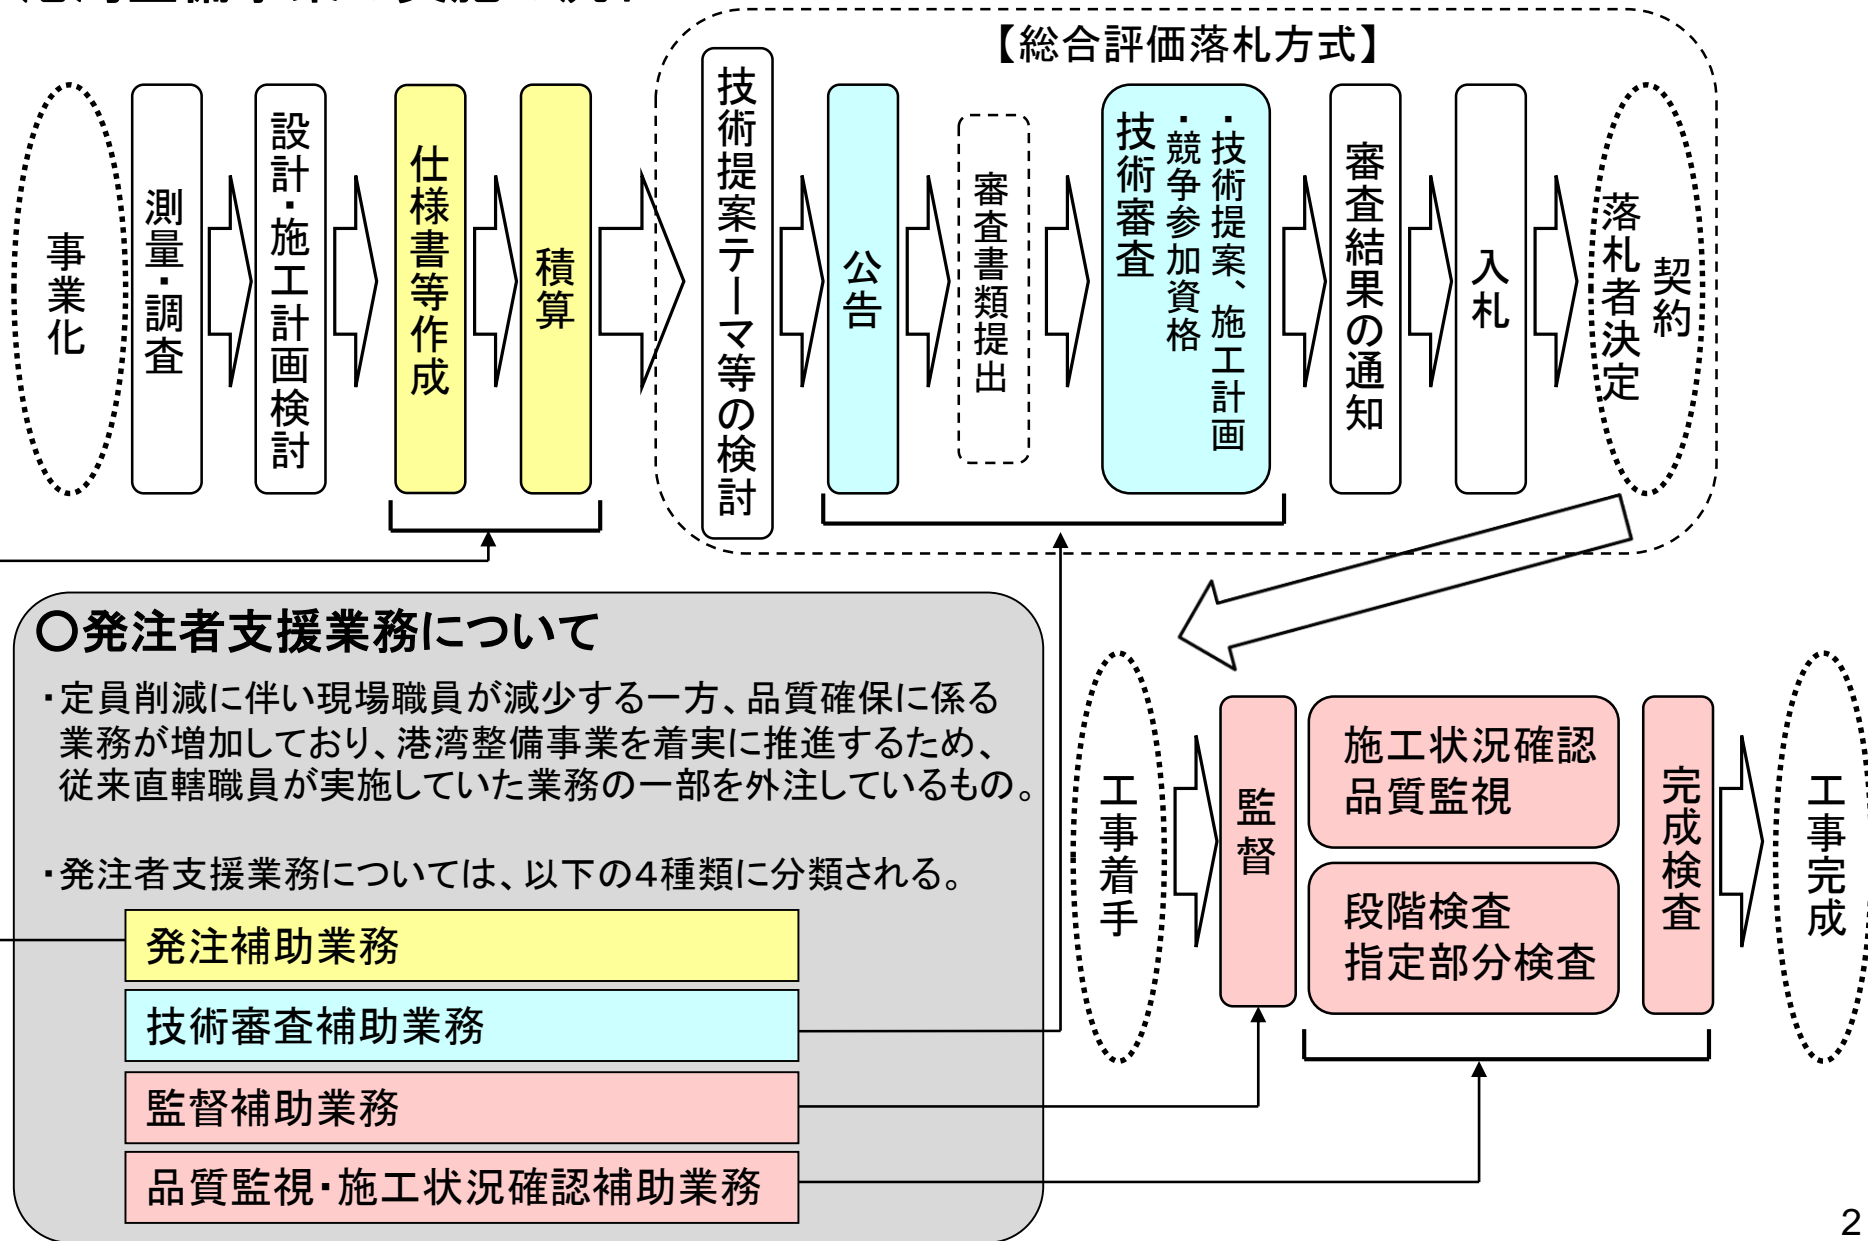 【総合評価落札方式】
事業化
測量・調査
設計・施工計画検討
仕様書等作成
積算
技術提案テーマ等の検討
公告
審査書類提出
・技術提案、施工計画
・競争参加資格
技術審査
審査結果の通知
入札
契約
落札者決定
〇発注者支援業務について
・定員削減に伴い現場職員が減少する一方、品質確保に係る
業務が増加しており、港湾整備事業を着実に推進するため、
従来直轄職員が実施していた業務の一部を外注しているもの。
・発注者支援業務については、以下の4種類に分類される。
発注補助業務
技術審査補助業務
監督補助業務
品質監視・施工状況確認補助業務
工事着手
監督
施工状況確認
品質監視
段階検査
指定部分検査
完成検査
工事完成
2